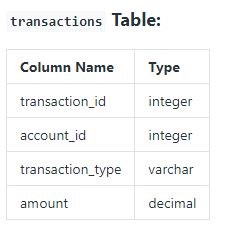 transactions Table:
Column Name Type
transaction_id integer
account_id integer
transaction_type varchar
amount decimal